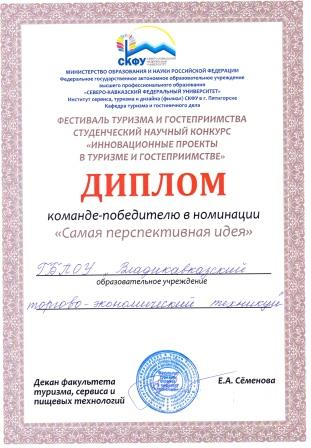 СКФУ
МИНИСТЕРСТВО ОБРАЗОВАНИЯ И НАУКИ РОССИЙСКОЙ ФЕДЕРАЦИИ
Федеральное государственное автономное образовательное учреждение
высшего профессионального образования
«СЕВЕРО-КАВКАЗСКИЙ ФЕДЕРАЛЬНЫЙ УНИВЕРСИТЕТ»
Институт сервиса, туризма и дизайна (филиал) СКФУ в г. Пятигорске
Кафедра туризма и гостиничного дела
ФЕСТИВАЛЬ ТУРИЗМА И ГОСТЕПРИИМСТВА
СТУДЕНЧЕСКИЙ НАУЧНЫЙ КОНКУРС
«ИННОВАЦИОННЫЕ ПРОЕКТЫ
В ТУРИЗМЕ И ГОСТЕПРИИМСТВЕ»
ДИПЛОМ
команде-победителю в номинации
«Самая перспективная идея»
ГБПОУ „Владикавказский
образовательное учреждение
торгово-экономический техникум
Декан факультета
туризма, сервиса и
пищевых технологий
Е.А. Сёменова